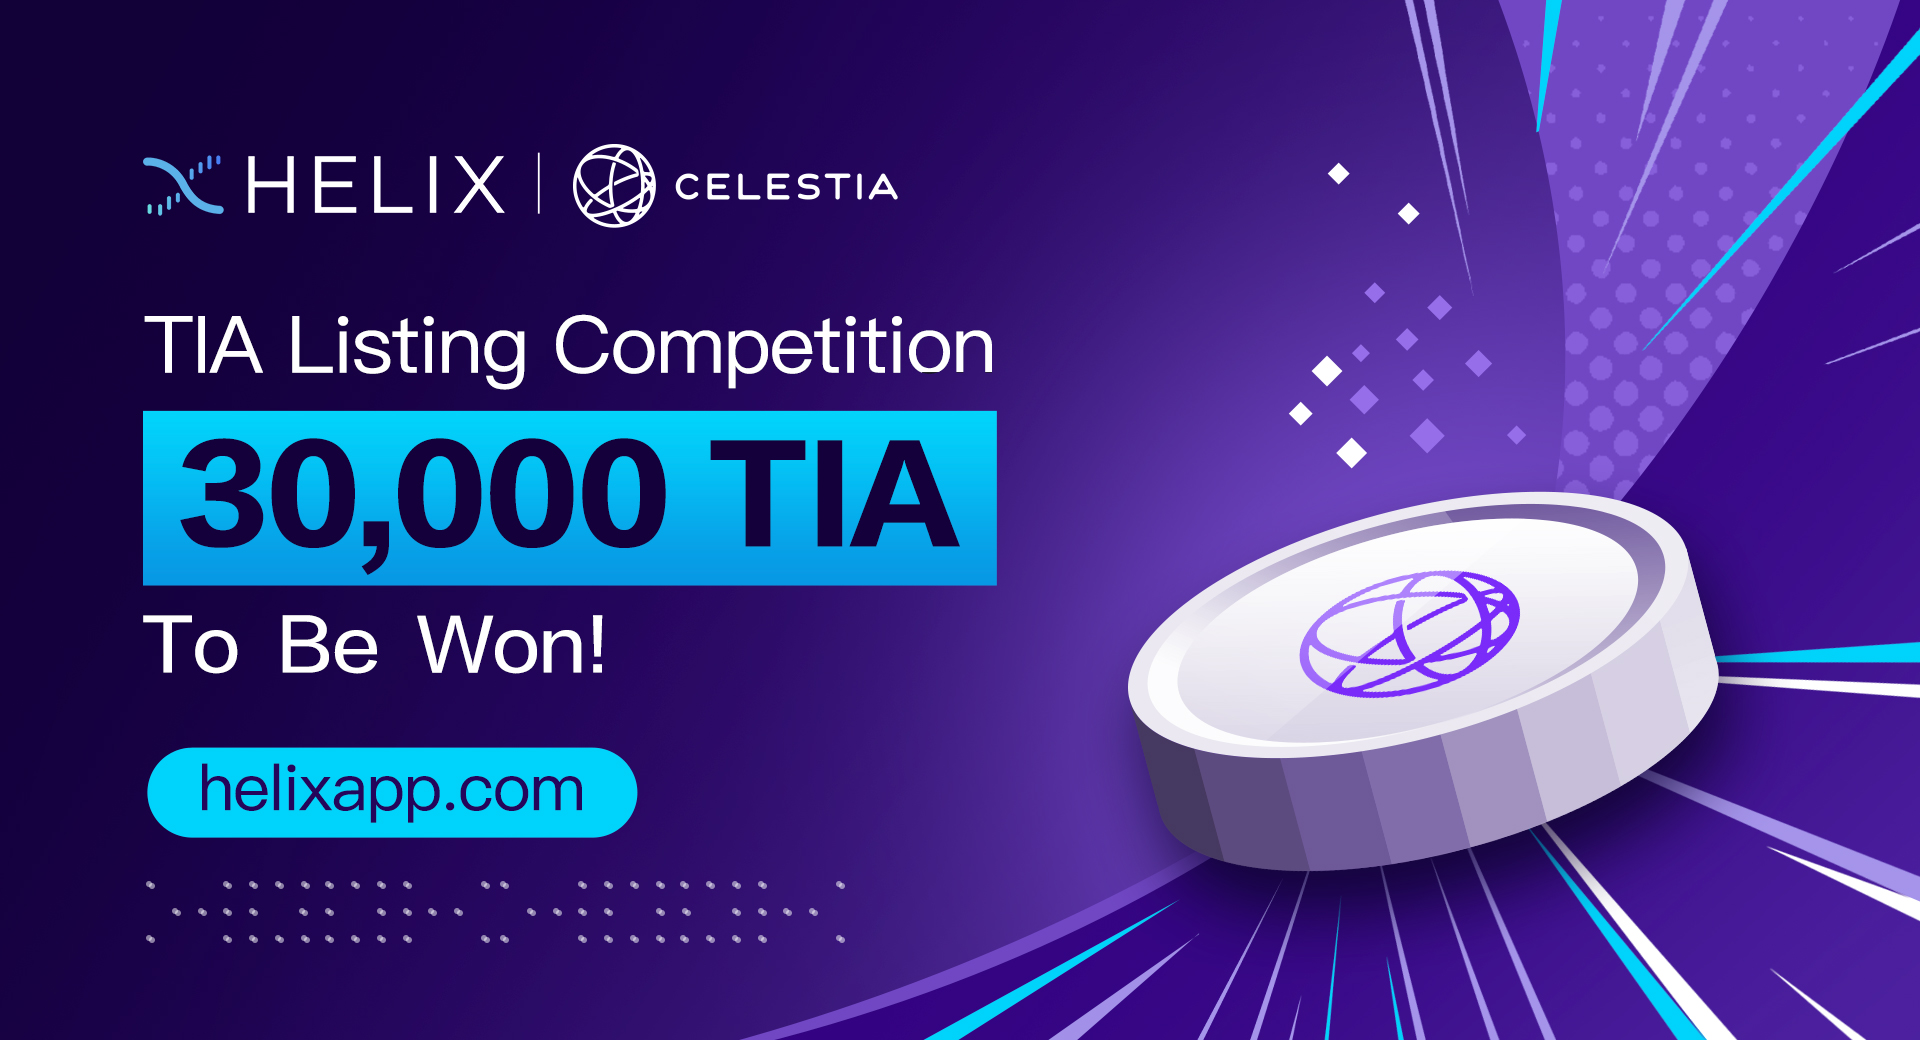 HELIX | CELESTIA
TIA Listing Competition
30,000 TIA
To Be Won!
helixapp.com